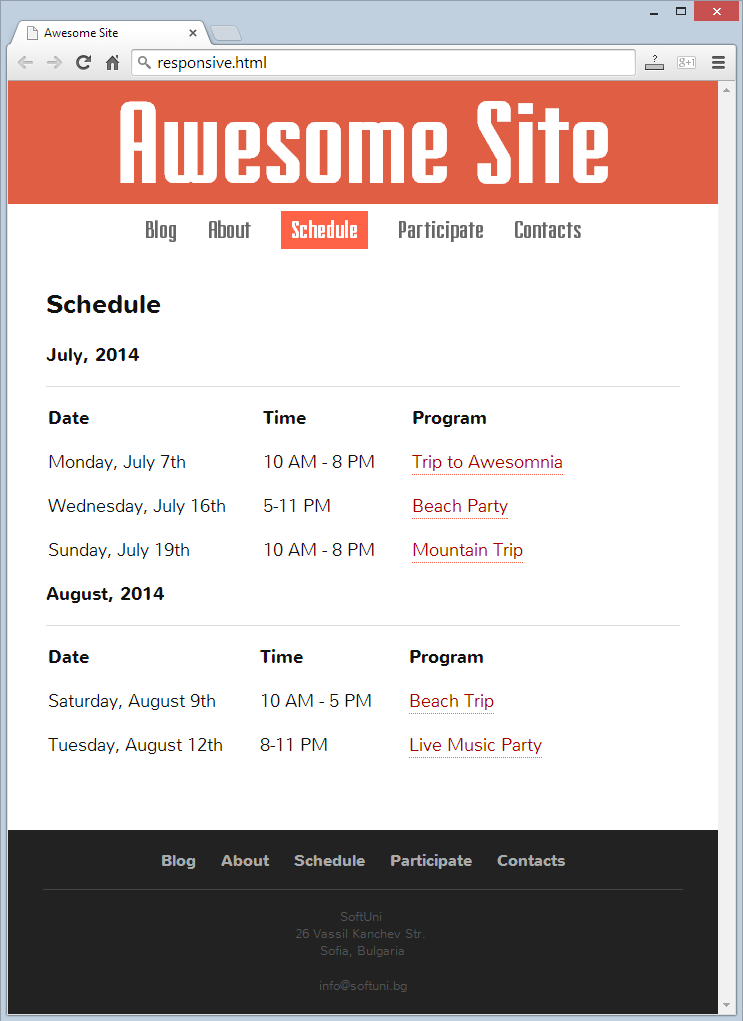 Awesome Site
responsive.html
?
g+1
Awesome Site
Blog About Schedule Participate Contacts
Schedule
July, 2014
Date Time Program
Monday, July 7th 10 AM - 8 PM Trip to Awesomnia
Wednesday, July 16th 5-11 PM Beach Party
Sunday, July 19th 10 AM - 8 PM Mountain Trip
August, 2014
Date Time Program
Saturday, August 9th 10 AM - 5 PM Beach Trip
Tuesday, August 12th 8-11 PM Live Music Party
Blog About Schedule Participate Contacts
SoftUni
26 Vassil Kanchev Str.
Sofia, Bulgaria
info@softuni.bg